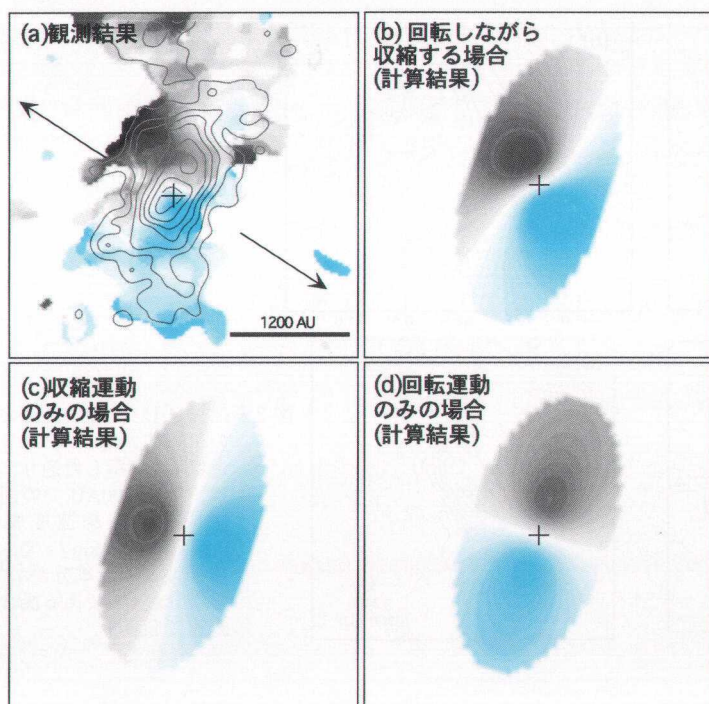 (a)観測結果
1200 AU
(b) 回転しながら
収縮する場合
(計算結果)
(c)収縮運動
のみの場合
(計算結果)
(d)回転運動
のみの場合
(計算結果)